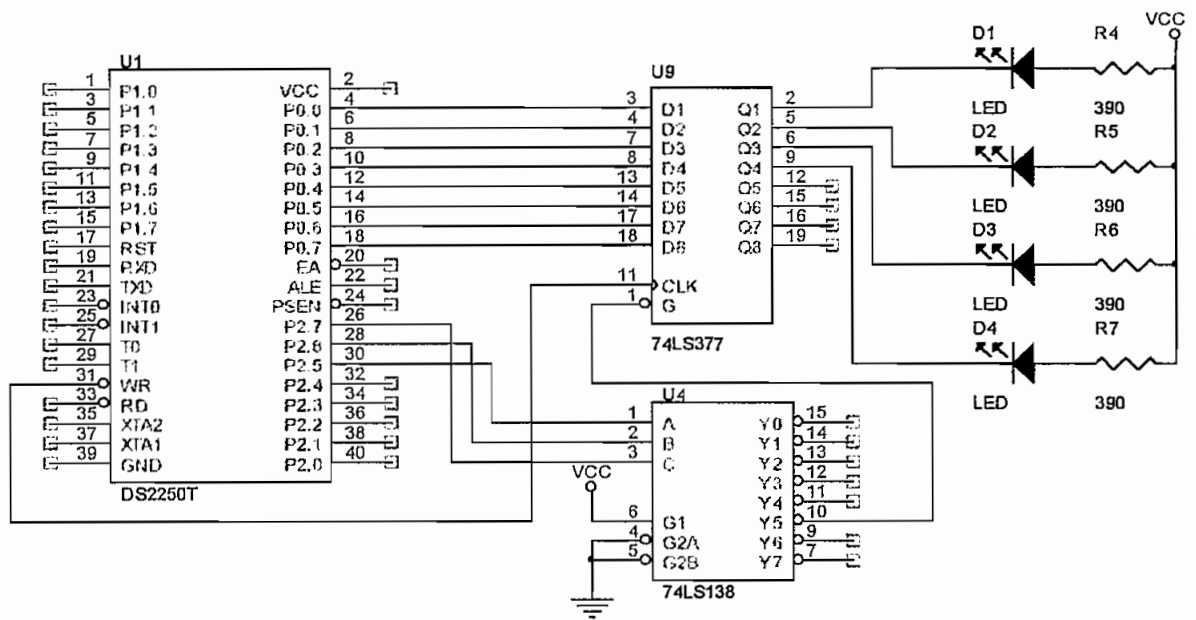 U1
1 P1.0
3 P1.1
5 P1.2
7 P1.3
9 P1.4
11 P1.5
13 P1.6
15 P1.7
17 RST
19 RXD
21 TXD
23 INT0
25 INT1
27 T0
29 T1
31 WR
33 RD
35 XTA2
37 XTA1
39 GND
VCC 2
P0.0 4
P0.1 6
P0.2 8
P0.3 10
P0.4 12
P0.5 14
P0.6 16
P0.7 18
EA 20
ALE 22
PSEN 24
P2.7 26
P2.6 28
P2.5 30
P2.4 32
P2.3 34
P2.2 36
P2.1 38
P2.0 40
DS2250T
U9
3 D1 Q1 2
4 D2 Q2 5
7 D3 Q3 6
8 D4 Q4 9
13 D5 Q5 12
14 D6 Q6 15
17 D7 Q7 16
18 D8 Q8 19
11 CLK
1 G
74LS377
U4
1 A
2 B
3 C
VCC
6 G1
4 G2A
5 G2B
Y0 15
Y1 14
Y2 13
Y3 12
Y4 11
Y5 10
Y6 9
Y7 7
74LS138
VCC
D1 R4
LED 390
D2 R5
LED 390
D3 R6
LED 390
D4 R7
LED 390